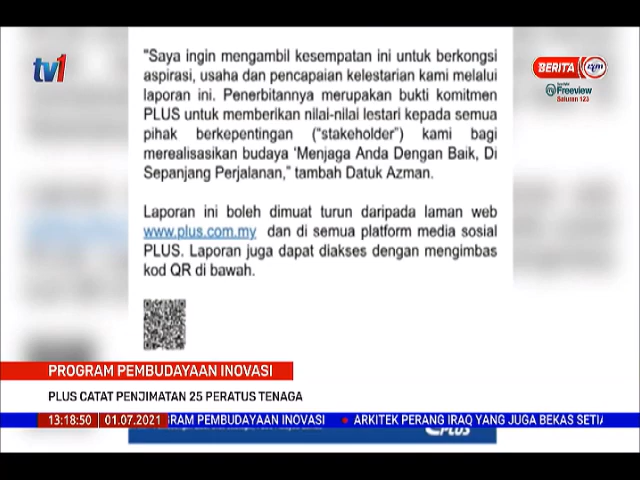 tv1
BERITA rtm
Freeview
Saluran 123
“Saya ingin mengambil kesempatan ini untuk berkongsi
aspirasi, usaha dan pencapaian kelestarian kami melalui
laporan ini. Penerbitannya merupakan bukti komitmen
PLUS untuk memberikan nilai-nilai lestari kepada semua
pihak berkepentingan (“stakeholder”) kami bagi
merealisasikan budaya ‘Menjaga Anda Dengan Baik, Di
Sepanjang Perjalanan,” tambah Datuk Azman.
Laporan ini boleh dimuat turun daripada laman web
www.plus.com.my dan di semua platform media sosial
PLUS. Laporan juga dapat diakses dengan mengimbas
kod QR di bawah.
PROGRAM PEMBUDAYAAN INOVASI
PLUS CATAT PENJIMATAN 25 PERATUS TENAGA
13:18:50 01.07.2021 GRAM PEMBUDAYAAN INOVASI ● ARKITEK PERANG IRAQ YANG JUGA BEKAS SETIA
PLUS